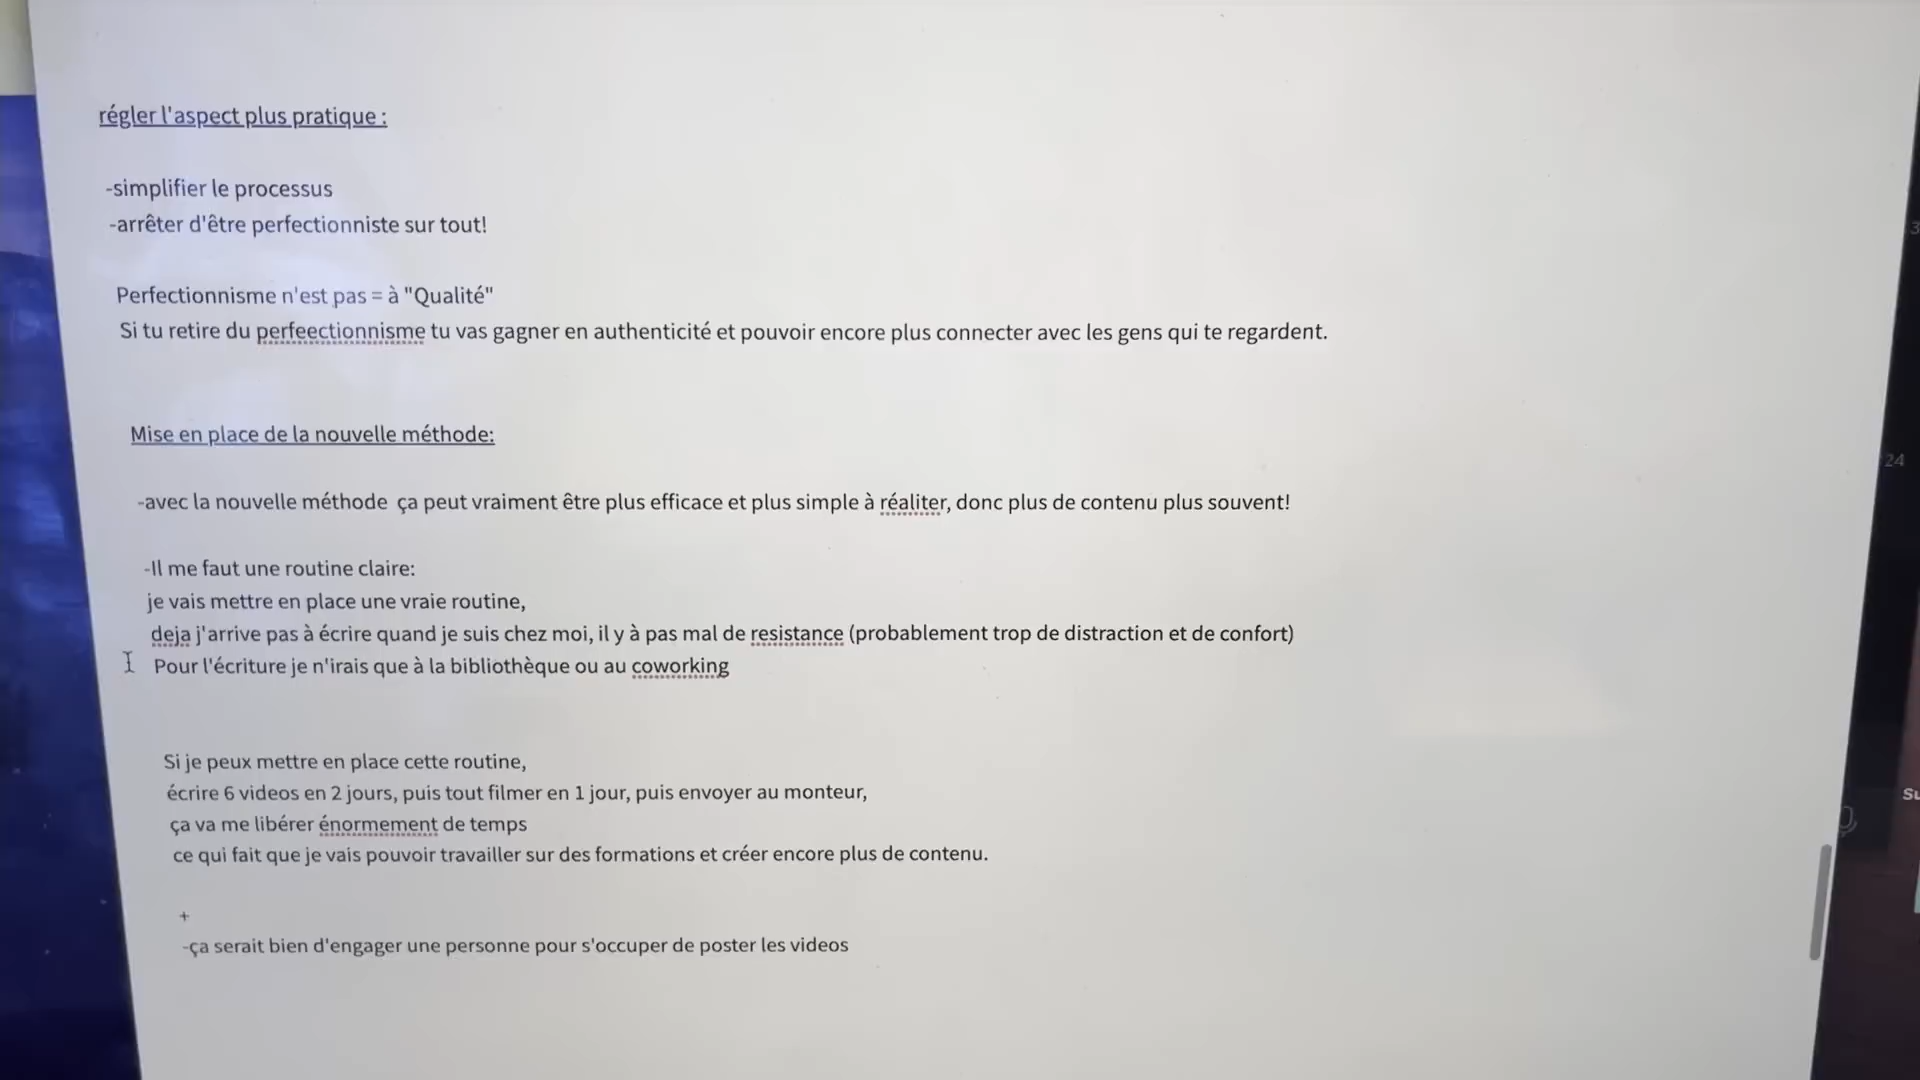 régler l'aspect plus pratique :
-simplifier le processus
-arrêter d'être perfectionniste sur tout!
Perfectionnisme n'est pas = à "Qualité"
Si tu retire du perfeectionnisme tu vas gagner en authenticité et pouvoir encore plus connecter avec les gens qui te regardent.
Mise en place de la nouvelle méthode:
-avec la nouvelle méthode ça peut vraiment être plus efficace et plus simple à réaliter, donc plus de contenu plus souvent!
-Il me faut une routine claire:
je vais mettre en place une vraie routine,
deja j'arrive pas à écrire quand je suis chez moi, il y à pas mal de resistance (probablement trop de distraction et de confort)
Pour l'écriture je n'irais que à la bibliothèque ou au coworking
Si je peux mettre en place cette routine,
écrire 6 videos en 2 jours, puis tout filmer en 1 jour, puis envoyer au monteur,
ça va me libérer énormement de temps
ce qui fait que je vais pouvoir travailler sur des formations et créer encore plus de contenu.
+
-ça serait bien d'engager une personne pour s'occuper de poster les videos
24